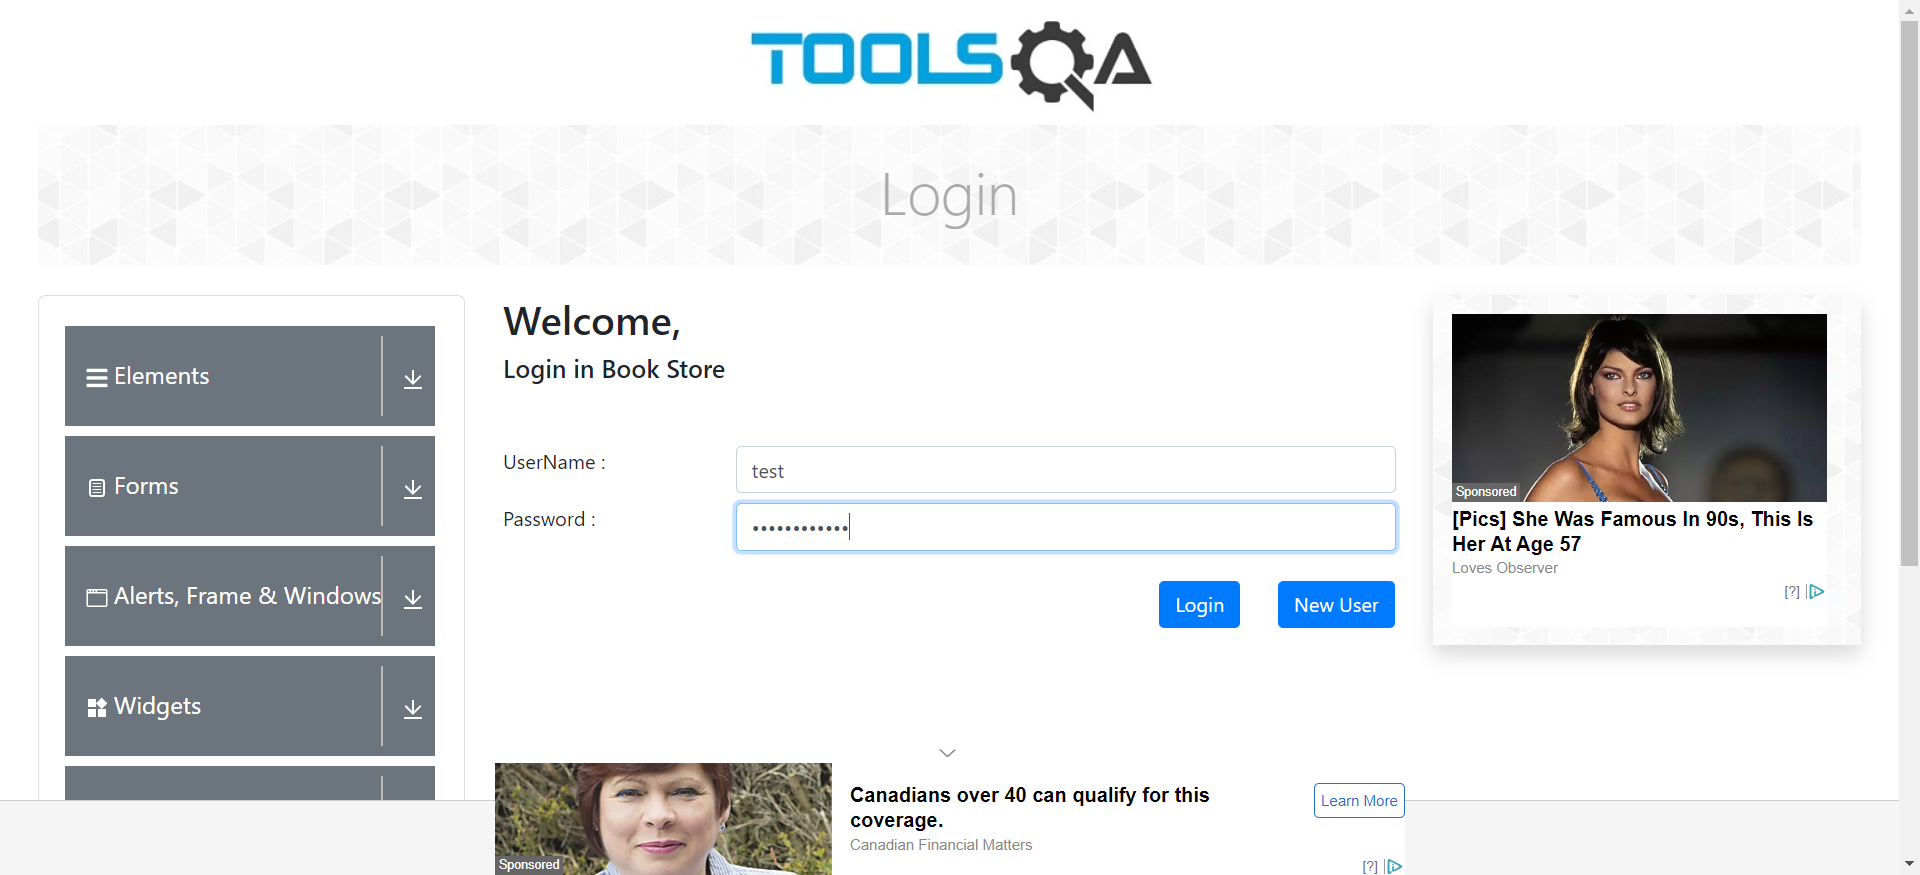 TOOLSQA
Login
Elements
Forms
Alerts, Frame & Windows
Widgets
Welcome,
Login in Book Store
UserName :
test
Password :
••••••••••••
Login
New User
Sponsored
[Pics] She Was Famous In 90s, This Is
Her At Age 57
Loves Observer
[?]
Sponsored
Canadians over 40 can qualify for this
coverage.
Canadian Financial Matters
Learn More
[?]